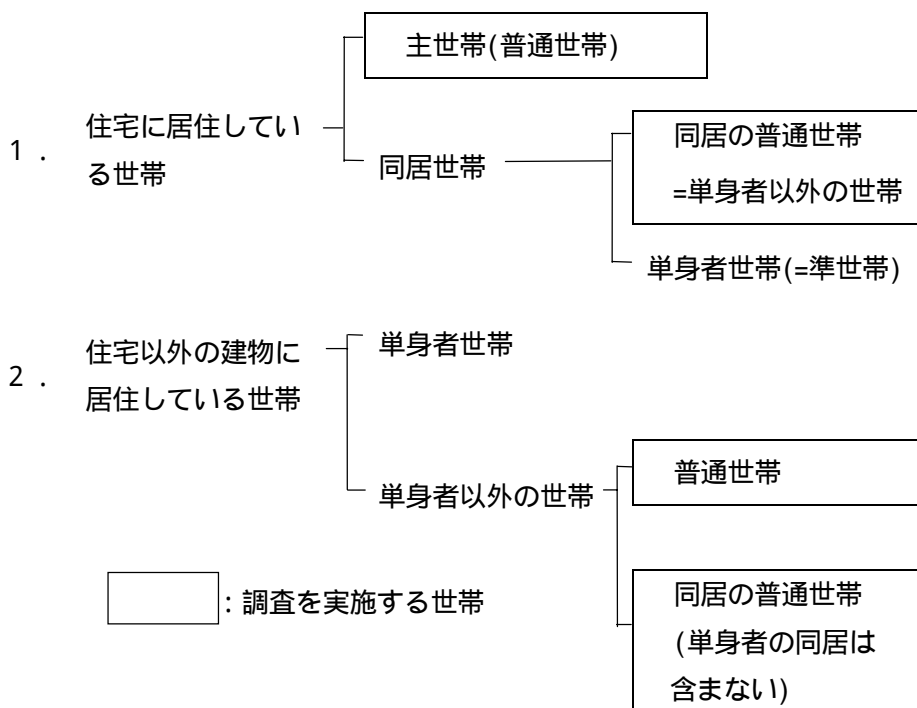 主世帯(普通世帯)
1． 住宅に居住してい
る世帯
同居世帯
同居の普通世帯
=単身者以外の世帯
単身者世帯(=準世帯)
2． 住宅以外の建物に
居住している世帯
単身者世帯
単身者以外の世帯
普通世帯
同居の普通世帯
(単身者の同居は
含まない)
：調査を実施する世帯